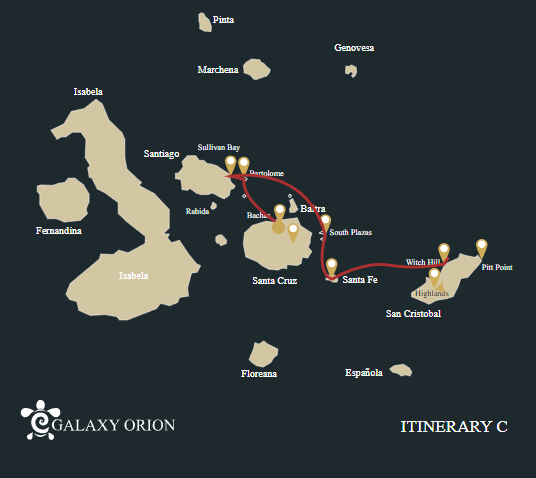 Pinta
Genovesa
Marchena
Isabela
Sullivan Bay
Santiago
Bartolome
Rabida
Bachas
Baltra
Fernandina
South Plazas
Witch Hill
Pitt Point
Isabela
Santa Cruz
Santa Fe
Highlands
San Cristobal
Floreana
Española
GALAXY ORION
ITINERARY C